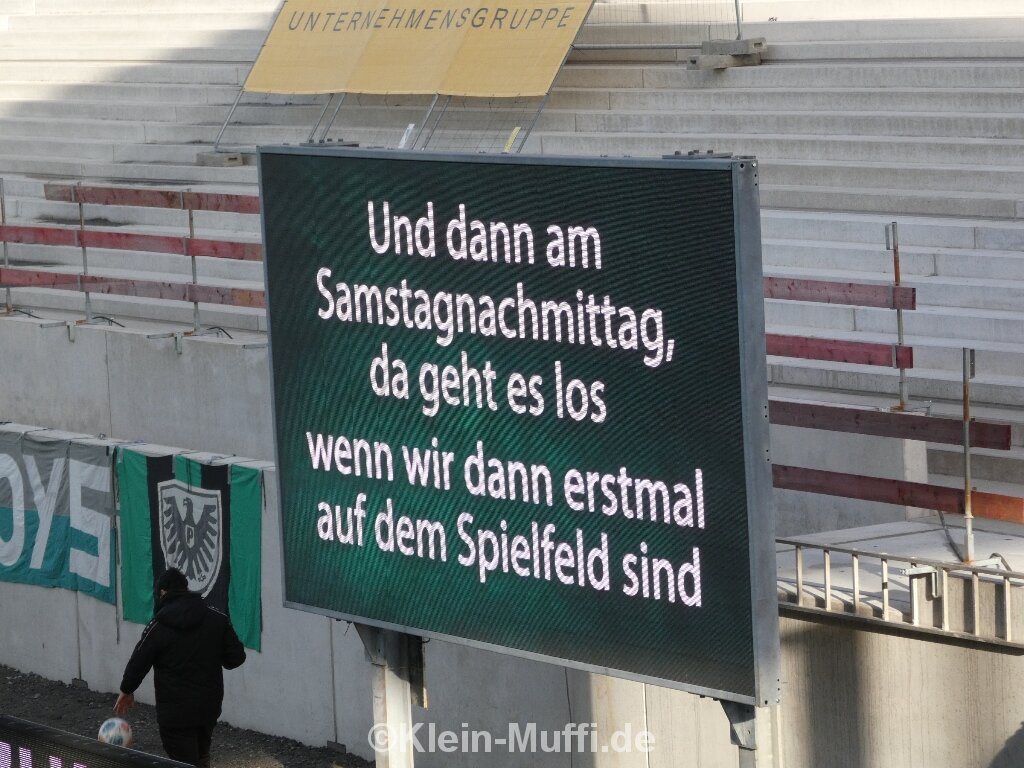 UNTERNEHMENSGRUPPE
Und dann am
Samstagnachmittag,
da geht es los
wenn wir dann erstmal
auf dem Spielfeld sind
OYE
P
©Klein-Muffi.de